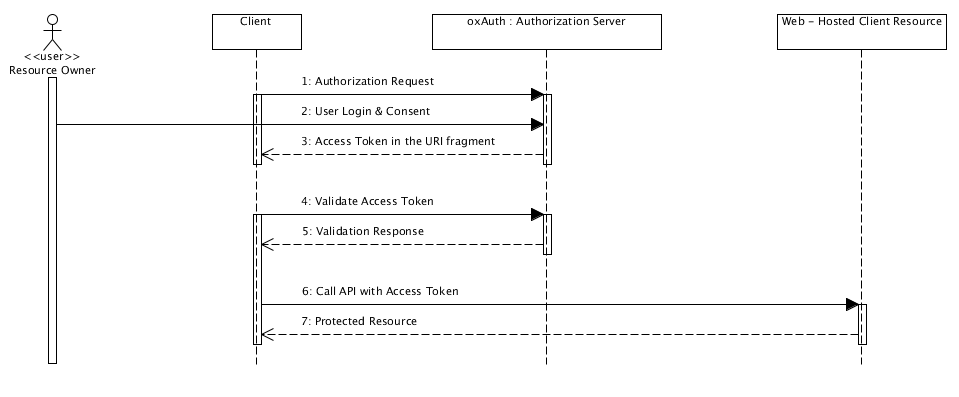 Client
oxAuth : Authorization Server
Web - Hosted Client Resource
<<user>>
Resource Owner
1: Authorization Request
2: User Login & Consent
3: Access Token in the URI fragment
4: Validate Access Token
5: Validation Response
6: Call API with Access Token
7: Protected Resource